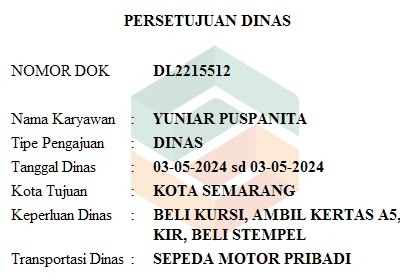 PERSETUJUAN DINAS
NOMOR DOK DL2215512
Nama Karyawan : YUNIAR PUSPANITA
Tipe Pengajuan : DINAS
Tanggal Dinas : 03-05-2024 sd 03-05-2024
Kota Tujuan : KOTA SEMARANG
Keperluan Dinas : BELI KURSI, AMBIL KERTAS A5,
KIR, BELI STEMPEL
Transportasi Dinas : SEPEDA MOTOR PRIBADI